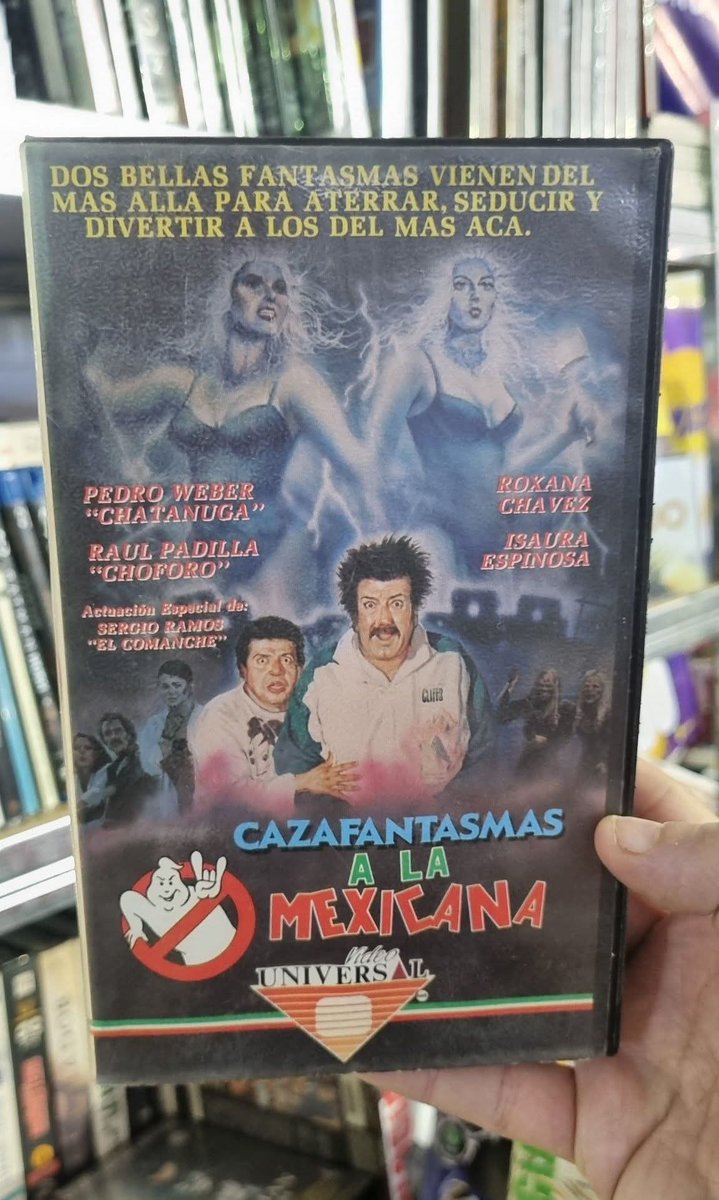 DOS BELLAS FANTASMAS VIENEN DEL
MAS ALLA PARA ATERRAR, SEDUCIR Y
DIVERTIR A LOS DEL MAS ACA.
PEDRO WEBER
"CHATANUGA"
RAUL PADILLA
"CHOFORO"
Actuación Especial de:
SERGIO RAMOS
"EL COMANCHE"
ROXANA
CHAVEZ
ISAURA
ESPINOSA
CAZAFANTASMAS
A LA
MEXICANA
Video
UNIVERSAL